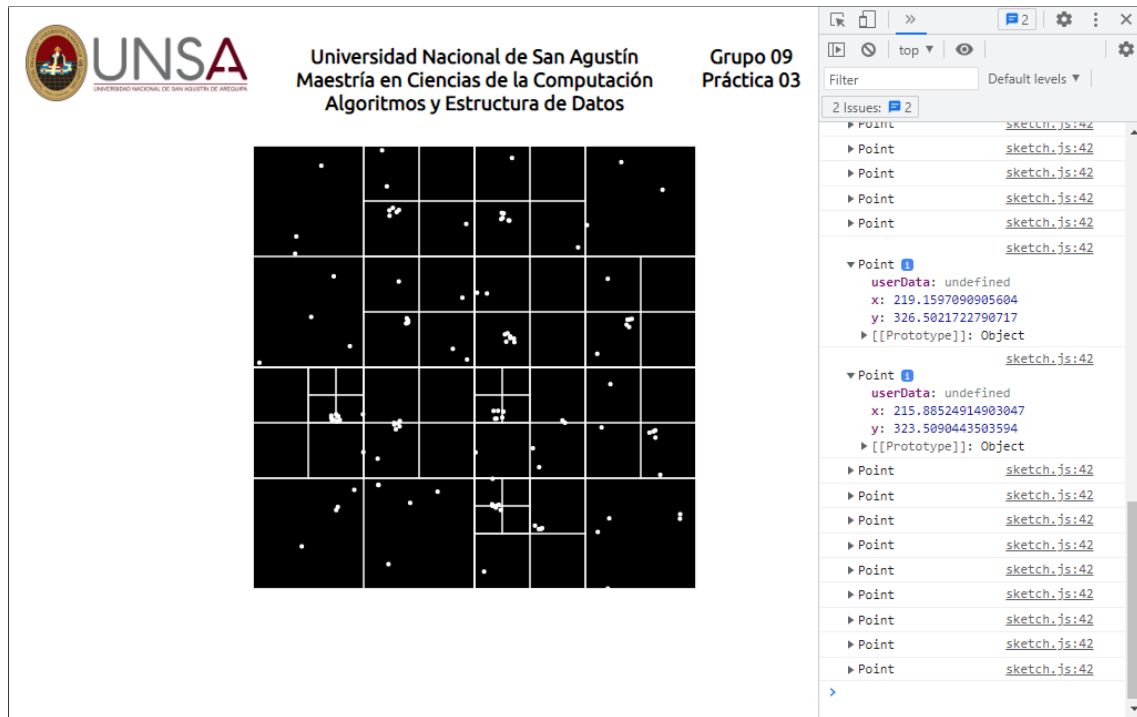 UNSA
UNIVERSIDAD NACIONAL DE SAN AGUSTÍN DE AREQUIPA
Universidad Nacional de San Agustín
Maestría en Ciencias de la Computación
Algoritmos y Estructura de Datos
Grupo 09
Práctica 03
» 2
top ▼
Filter Default levels ▼
2 Issues: 2
▶ Point sketch.js:42
▶ Point sketch.js:42
▶ Point sketch.js:42
▶ Point sketch.js:42
▶ Point sketch.js:42
sketch.js:42
▼ Point i
userData: undefined
x: 219.1597090905604
y: 326.5021722790717
▶ [[Prototype]]: Object
sketch.js:42
▼ Point i
userData: undefined
x: 215.88524914903047
y: 323.5090443503594
▶ [[Prototype]]: Object
▶ Point sketch.js:42
▶ Point sketch.js:42
▶ Point sketch.js:42
▶ Point sketch.js:42
▶ Point sketch.js:42
▶ Point sketch.js:42
▶ Point sketch.js:42
▶ Point sketch.js:42
▶ Point sketch.js:42
>